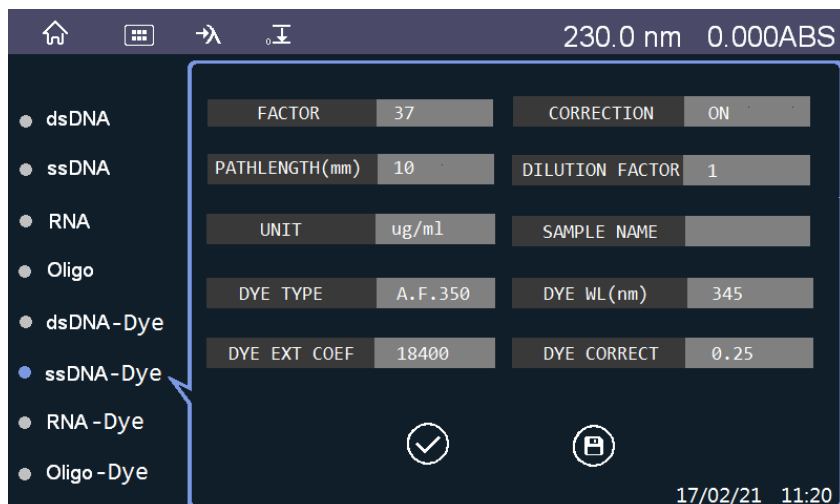 230.0 nm 0.000ABS
dsDNA
ssDNA
RNA
Oligo
dsDNA-Dye
ssDNA-Dye
RNA-Dye
Oligo-Dye
FACTOR 37 CORRECTION ON
PATHLENGTH(mm) 10 DILUTION FACTOR 1
UNIT ug/ml SAMPLE NAME
DYE TYPE A.F.350 DYE WL(nm) 345
DYE EXT COEF 18400 DYE CORRECT 0.25
17/02/21 11:20